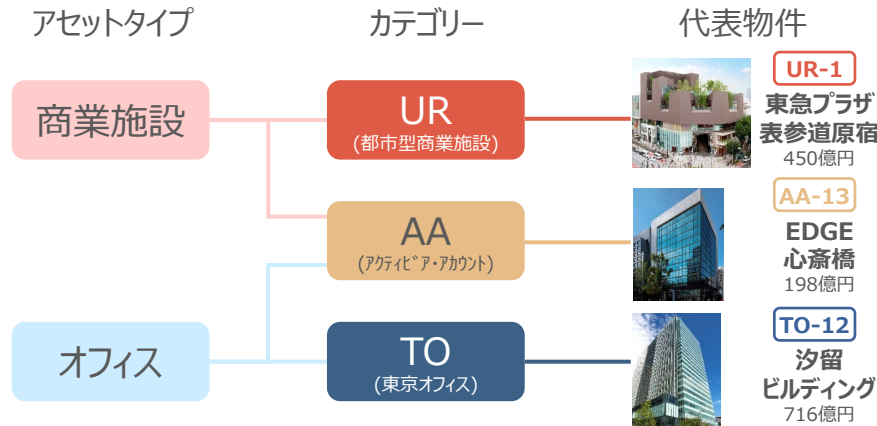 アセットタイプ
カテゴリー
代表物件
商業施設
UR
(都市型商業施設)
UR-1
東急プラザ
表参道原宿
450億円
AA
(アクティビア・アカウント)
AA-13
EDGE
心斎橋
198億円
オフィス
TO
(東京オフィス)
TO-12
汐留
ビルディング
716億円